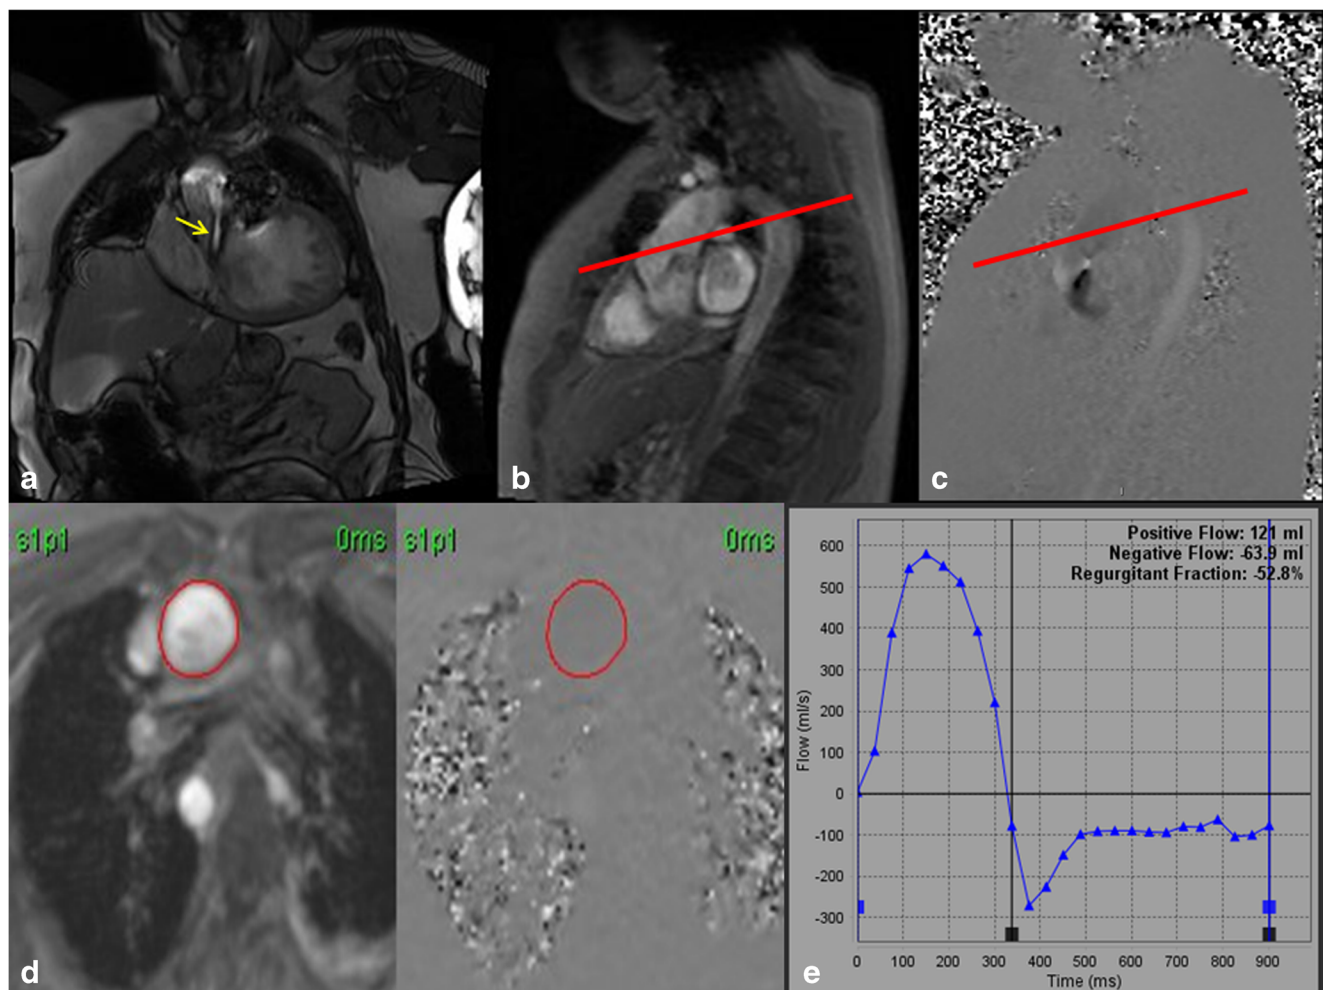 a
b
c
s1p1
0ms
s1p1
0ms
d
e
Positive Flow: 121 ml
Negative Flow: -63.9 ml
Regurgitant Fraction: -52.8%
Flow (ml/s)
600
500
400
300
200
100
0
-100
-200
-300
0 100 200 300 400 500 600 700 800 900
Time (ms)